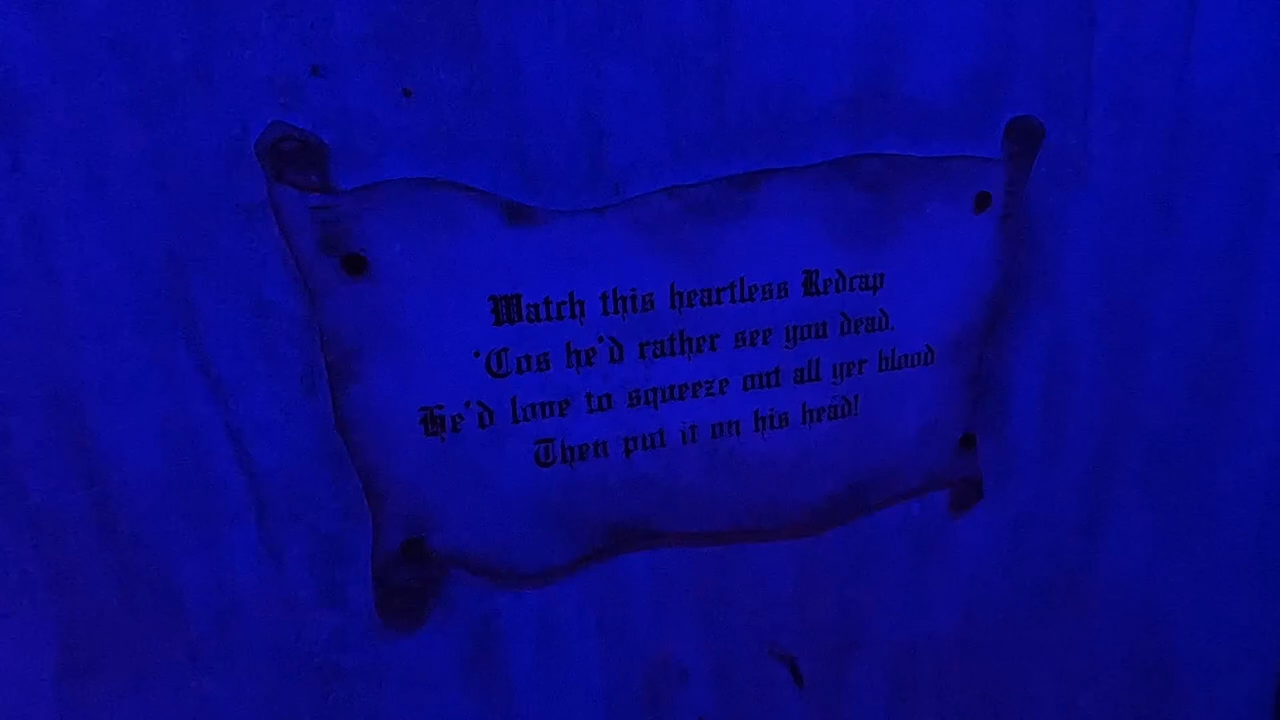 Watch this heartless Redcap
'Cos he'd rather see you dead.
He'd love to squeeze out all yer blood
Then put it on his head!